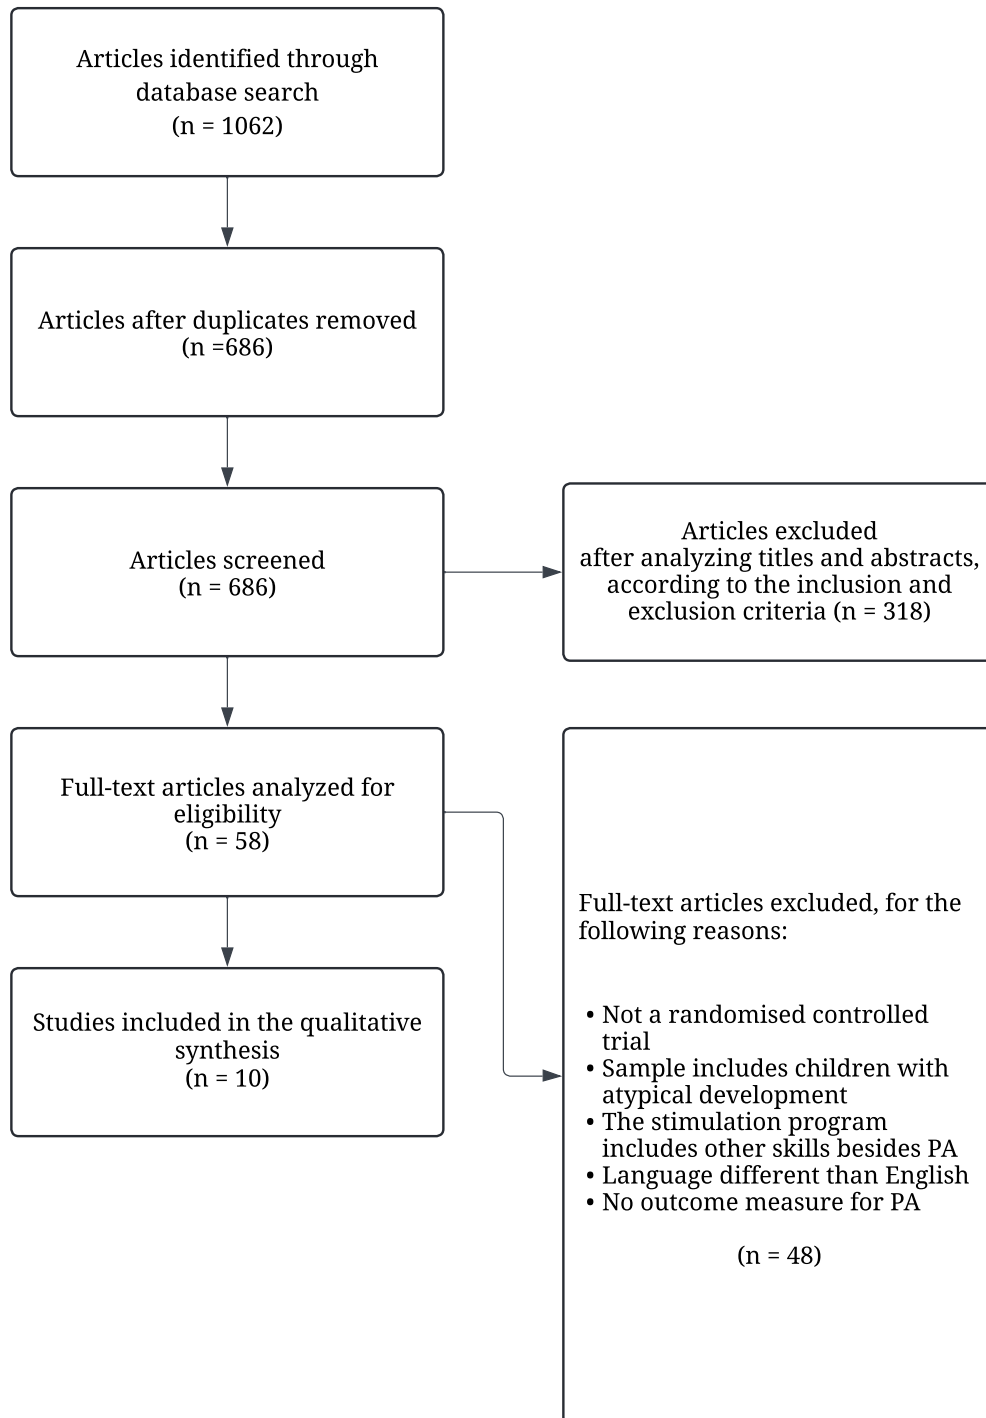 Articles identified through
database search
(n = 1062)
Articles after duplicates removed
(n =686)
Articles screened
(n = 686)
Articles excluded
after analyzing titles and abstracts,
according to the inclusion and
exclusion criteria (n = 318)
Full-text articles analyzed for
eligibility
(n = 58)
Full-text articles excluded, for the
following reasons:
• Not a randomised controlled
trial
• Sample includes children with
atypical development
• The stimulation program
includes other skills besides PA
• Language different than English
• No outcome measure for PA
(n = 48)
Studies included in the qualitative
synthesis
(n = 10)